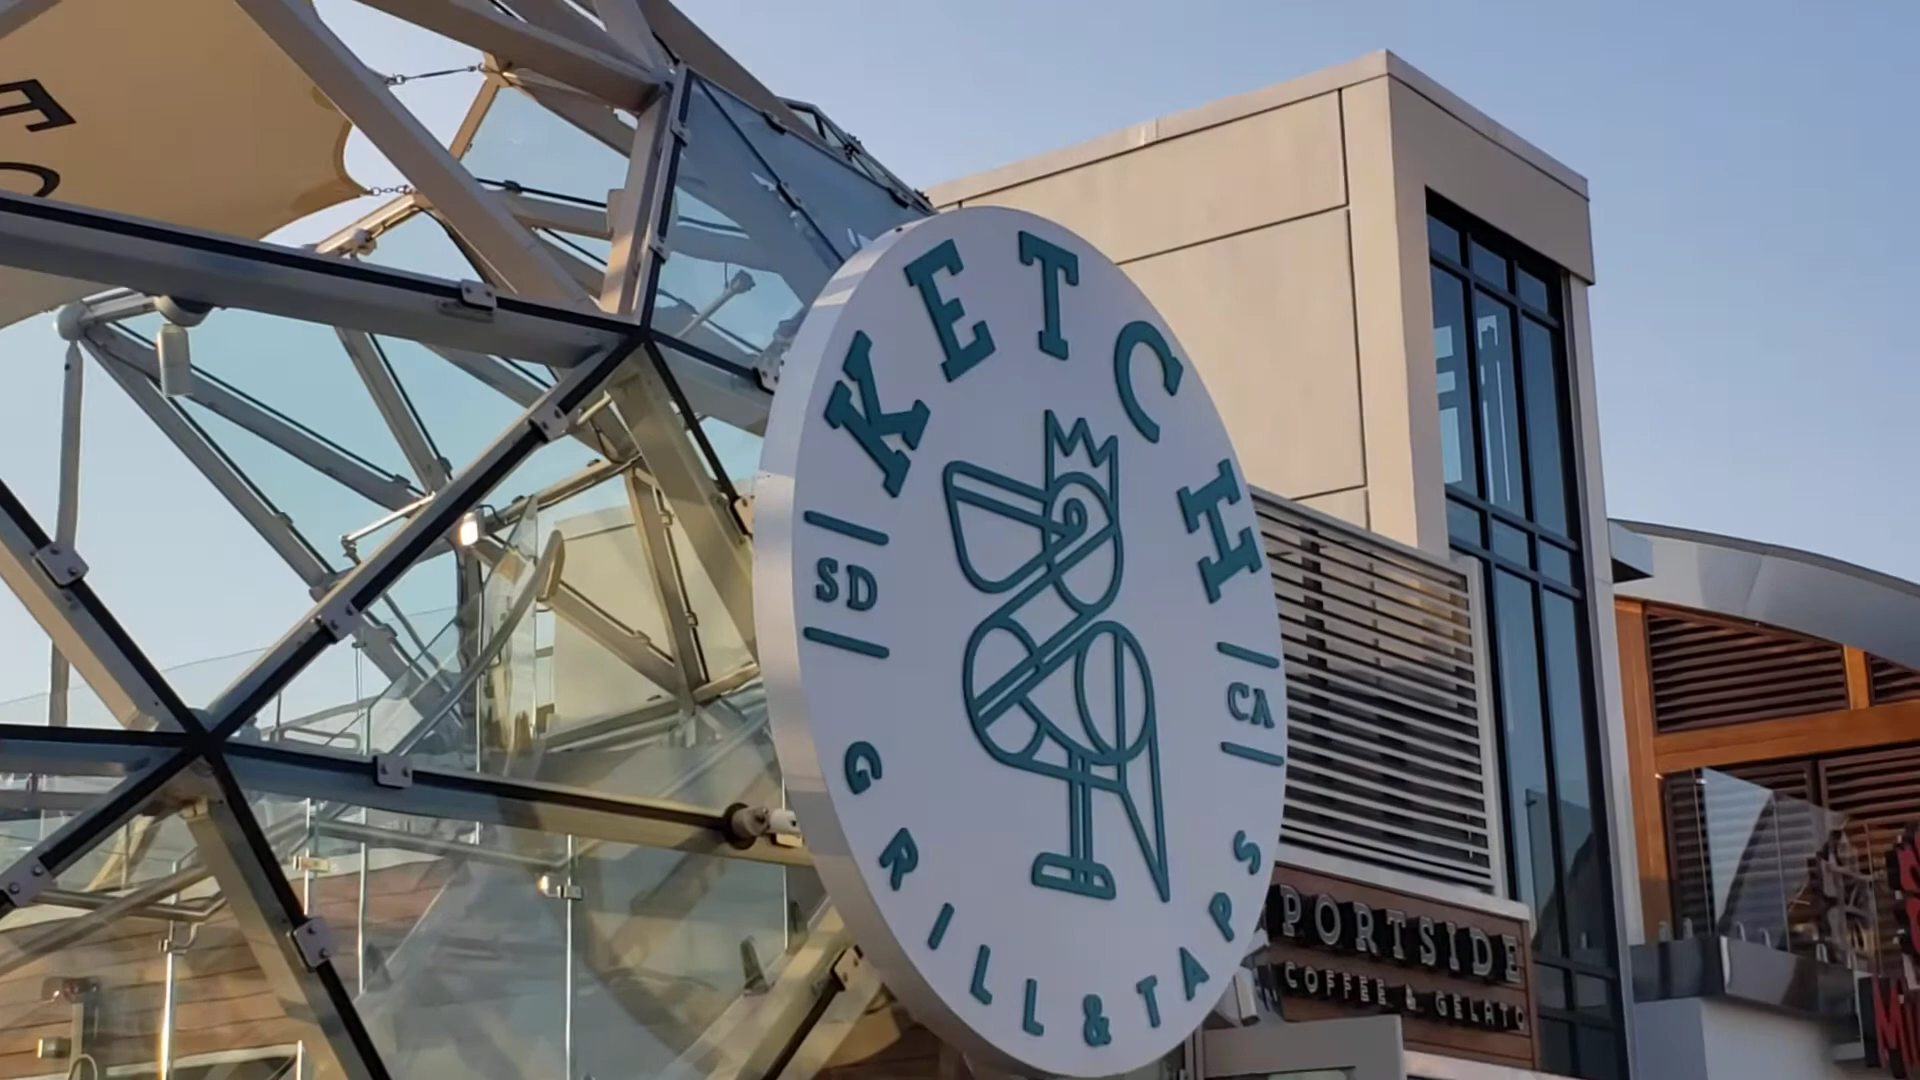 KETCH
SD
CA
GRILL & TAPS
PORTSIDE
COFFEE & GELATO